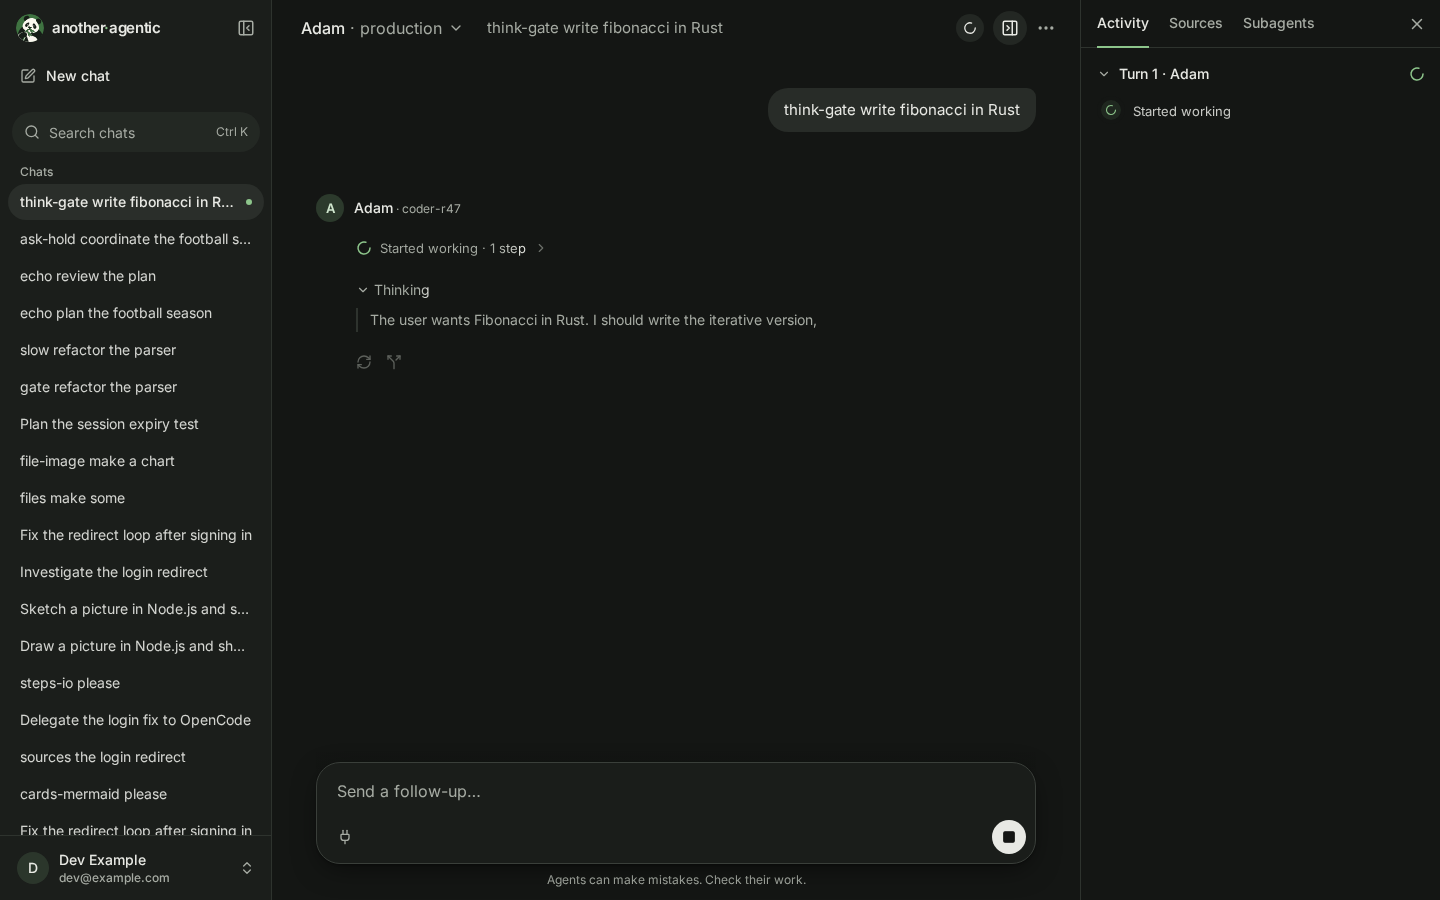 another·agentic
New chat
Search chats
Ctrl K
Chats
think-gate write fibonacci in R...
ask-hold coordinate the football s...
echo review the plan
echo plan the football season
slow refactor the parser
gate refactor the parser
Plan the session expiry test
file-image make a chart
files make some
Fix the redirect loop after signing in
Investigate the login redirect
Sketch a picture in Node.js and s...
Draw a picture in Node.js and sh...
steps-io please
Delegate the login fix to OpenCode
sources the login redirect
cards-mermaid please
Fix the redirect loop after signing in
D
Dev Example
dev@example.com
Adam · production
think-gate write fibonacci in Rust
think-gate write fibonacci in Rust
A
Adam · coder-r47
Started working · 1 step
Thinking
The user wants Fibonacci in Rust. I should write the iterative version,
Send a follow-up...
Agents can make mistakes. Check their work.
Activity
Sources
Subagents
Turn 1 · Adam
Started working